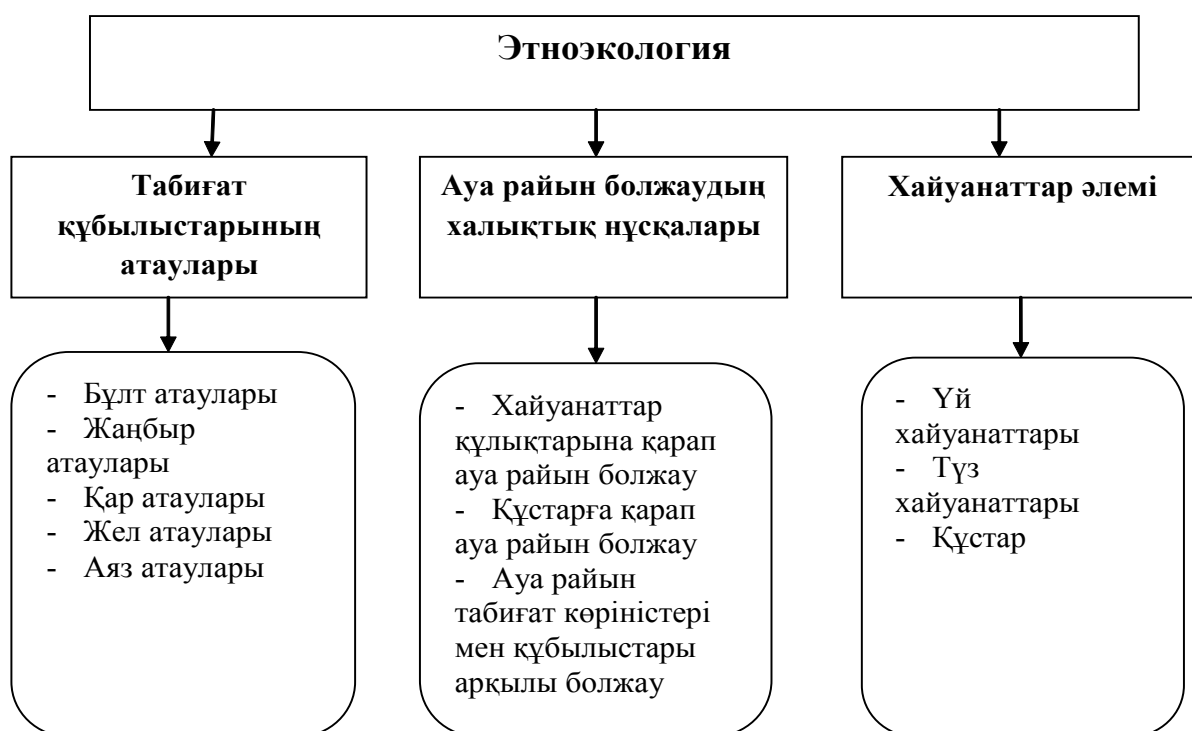 Этноэкология
Табиғат
құбылыстарының
атаулары
Ауа райын болжаудың
халықтық нұсқалары
Хайуанаттар әлемі
- Бұлт атаулары
- Жаңбыр
атаулары
- Қар атаулары
- Жел атаулары
- Аяз атаулары
- Хайуанаттар
құлықтарына қарап
ауа райын болжау
- Құстарға қарап
ауа райын болжау
- Ауа райын
табиғат көріністері
мен құбылыстары
арқылы болжау
- Үй
хайуанаттары
- Түз
хайуанаттары
- Құстар